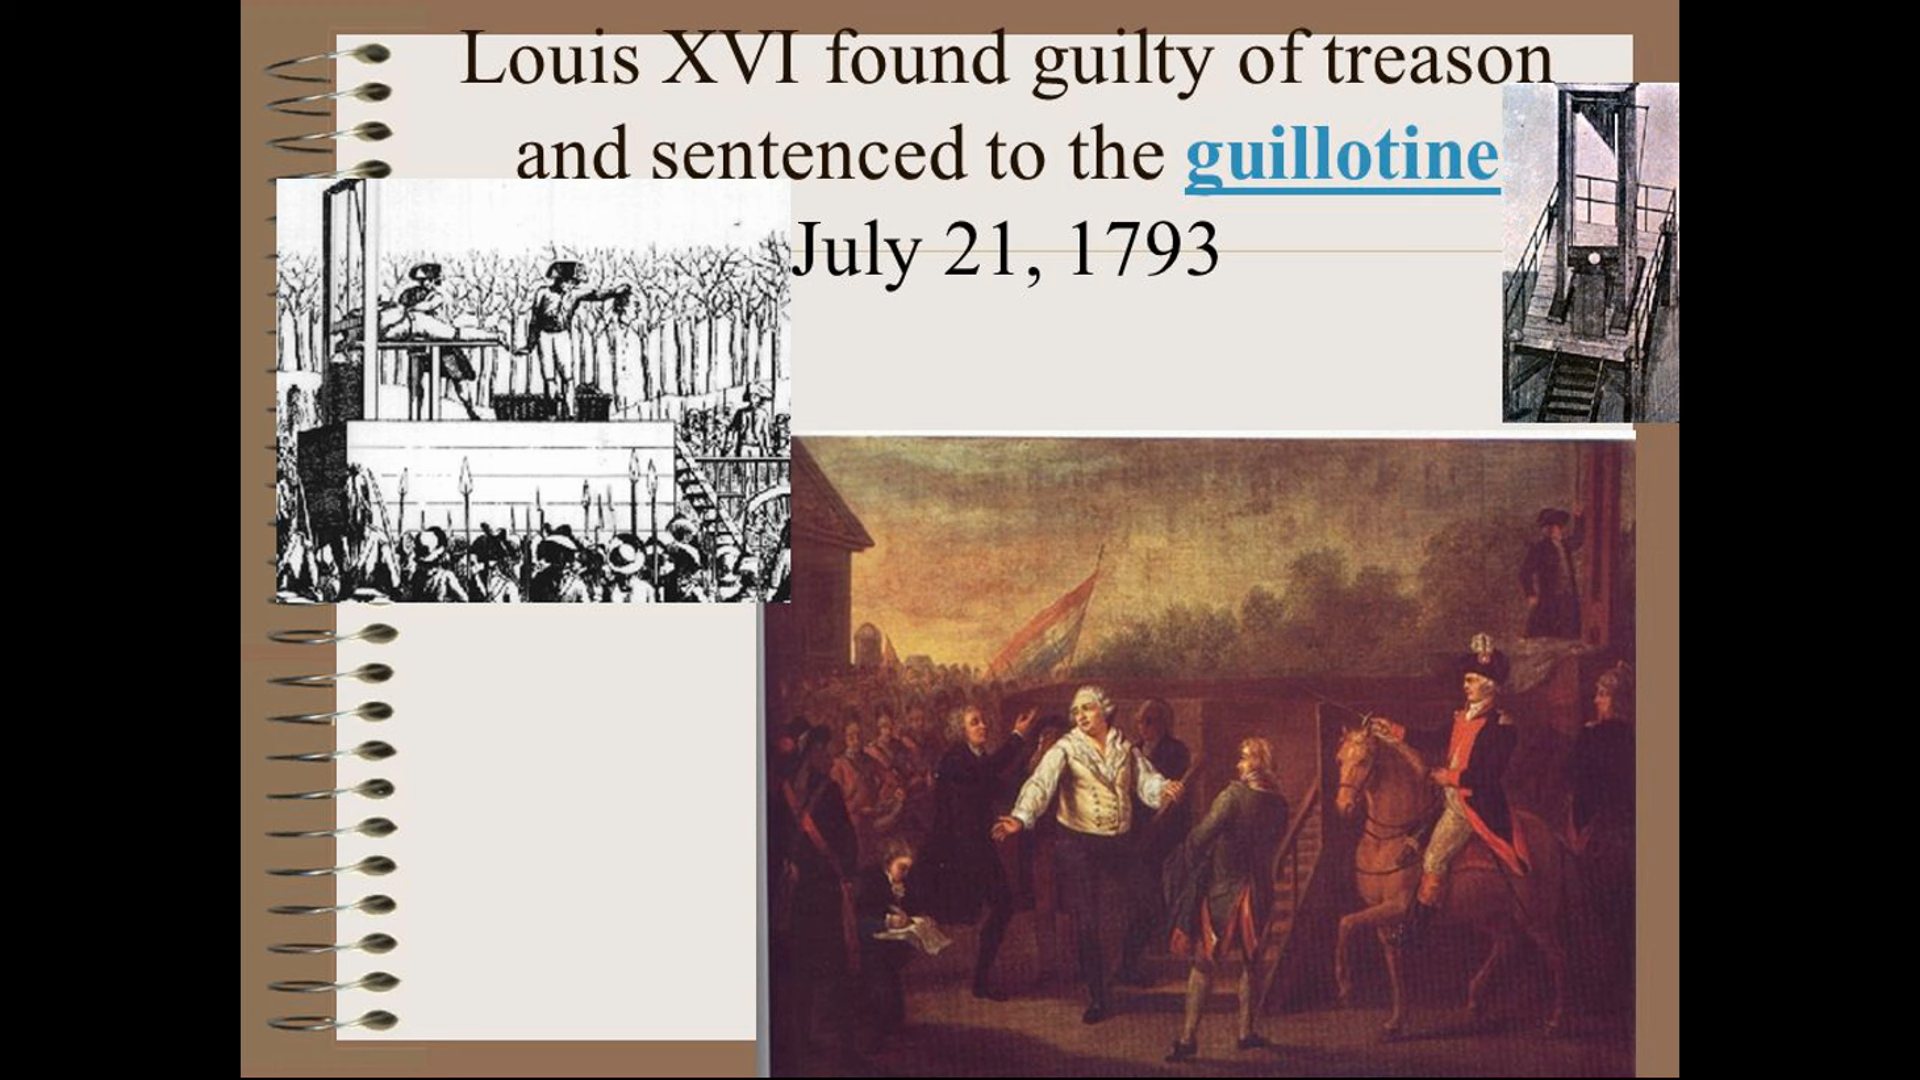 Louis XVI found guilty of treason
and sentenced to the guillotine
July 21, 1793